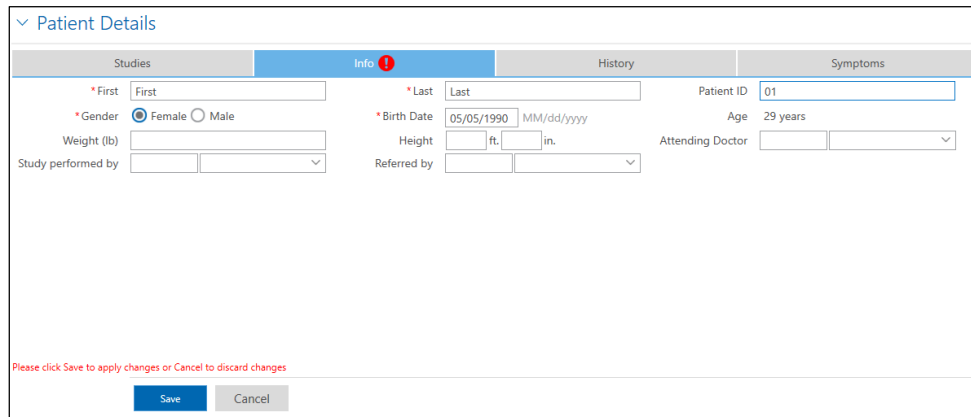 Patient Details
Studies Info ! History Symptoms
*First First *Last Last Patient ID 01
*Gender Female Male *Birth Date 05/05/1990 MM/dd/yyyy Age 29 years
Weight (lb) Height ft. in. Attending Doctor
Study performed by Referred by
Please click Save to apply changes or Cancel to discard changes
Save Cancel